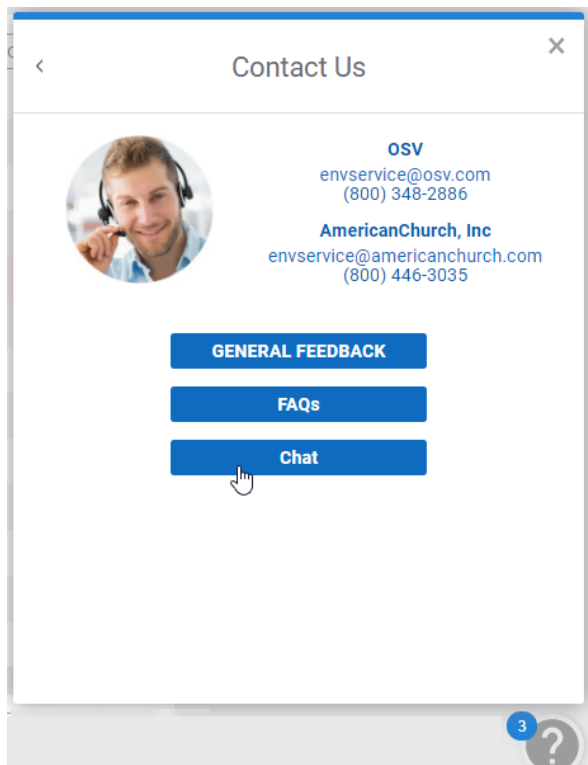 Contact Us
OSV
envservice@osv.com
(800) 348-2886
AmericanChurch, Inc
envservice@americanchurch.com
(800) 446-3035
GENERAL FEEDBACK
FAQs
Chat
3
?